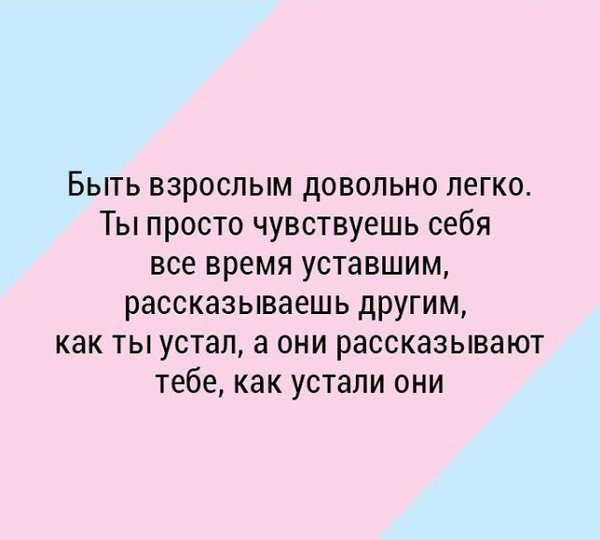 Быть взрослым довольно легко.
Ты просто чувствуешь себя
все время уставшим,
рассказываешь другим,
как ты устал, а они рассказывают
тебе, как устали они